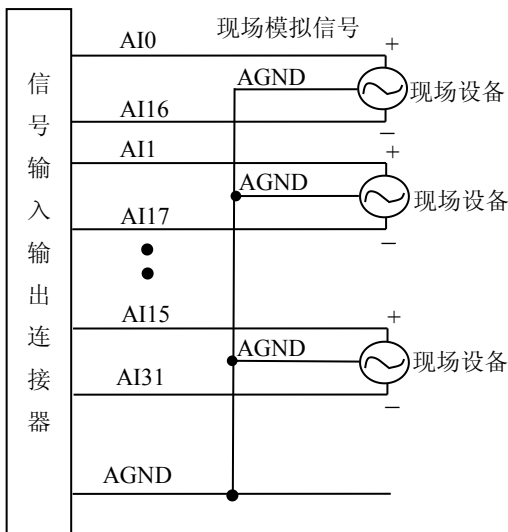 信号输入输出连接器
现场模拟信号
AI0
+
AGND
现场设备
AI16
−
AI1
+
AGND
现场设备
AI17
−
AI15
+
AGND
现场设备
AI31
−
AGND